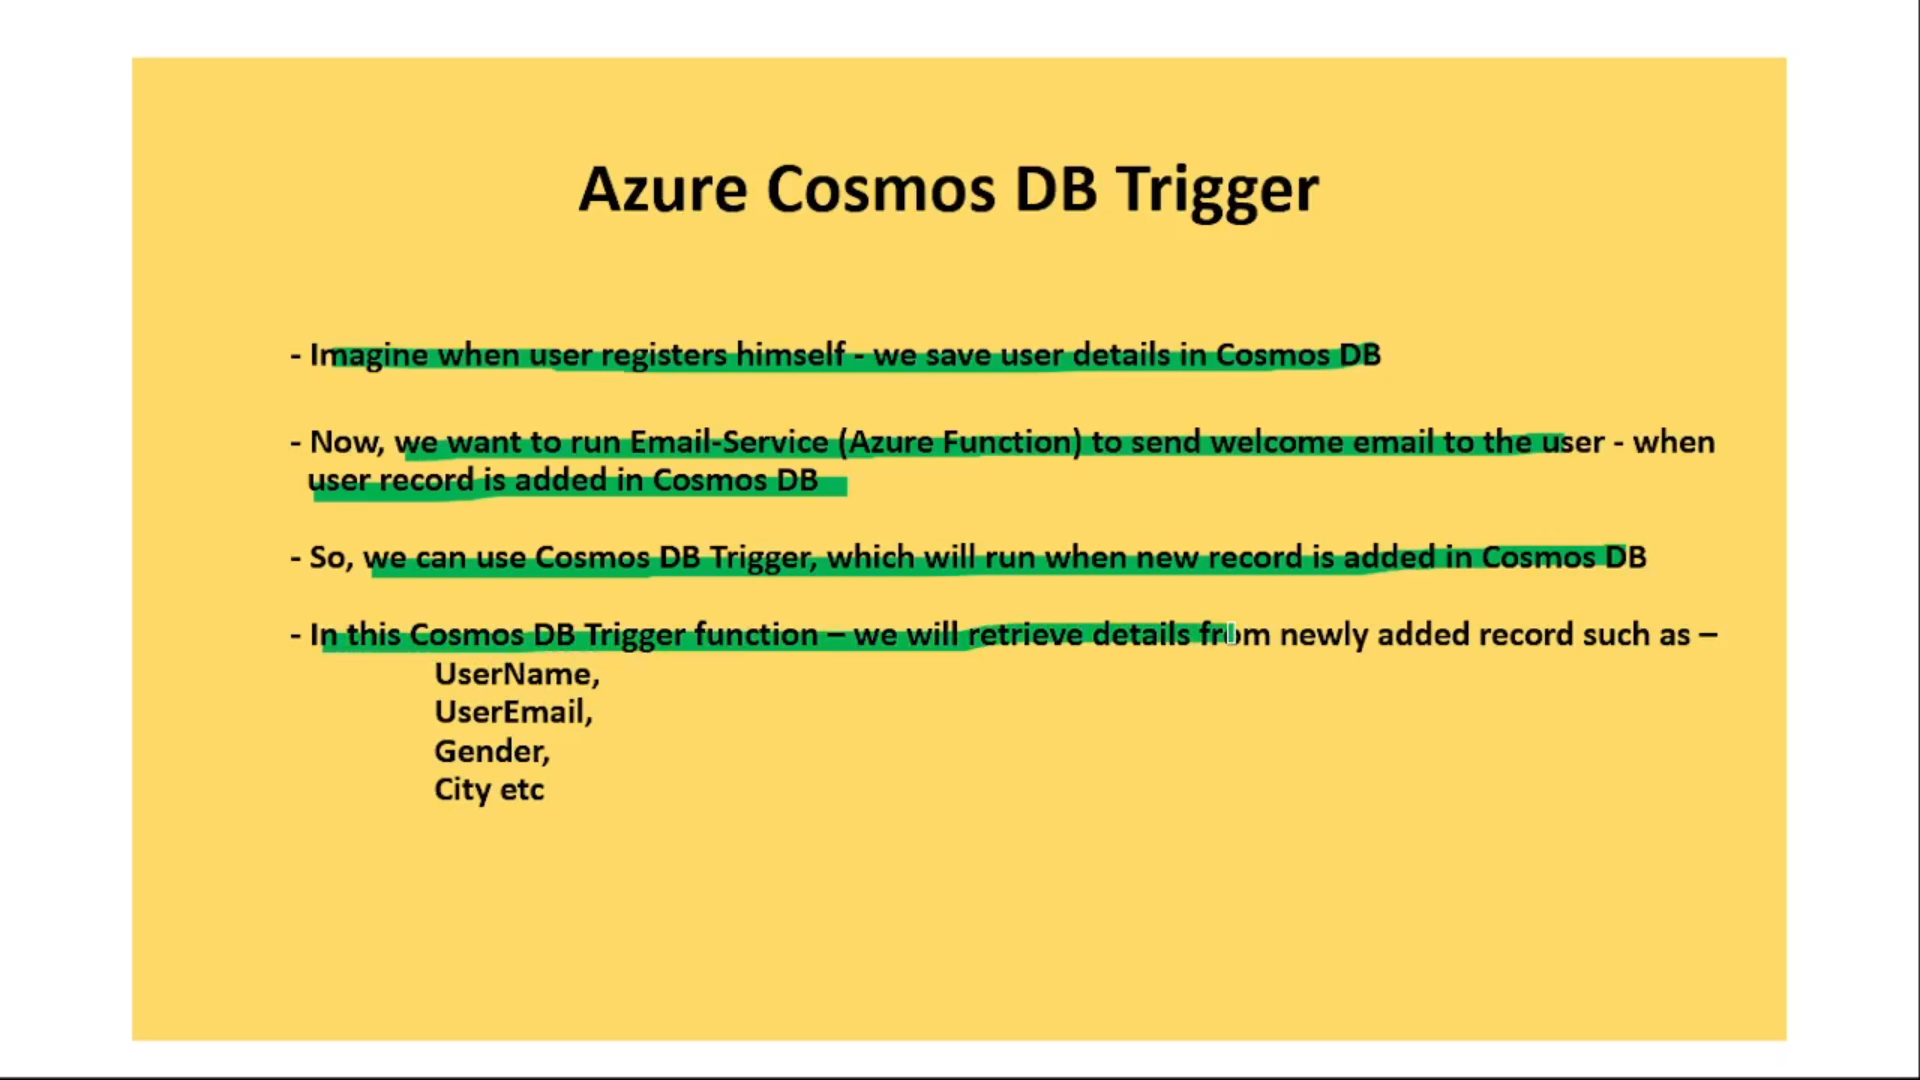 Azure Cosmos DB Trigger
- Imagine when user registers himself - we save user details in Cosmos DB
- Now, we want to run Email-Service (Azure Function) to send welcome email to the user - when
user record is added in Cosmos DB
- So, we can use Cosmos DB Trigger, which will run when new record is added in Cosmos DB
- In this Cosmos DB Trigger function – we will retrieve details from newly added record such as –
UserName,
UserEmail,
Gender,
City etc